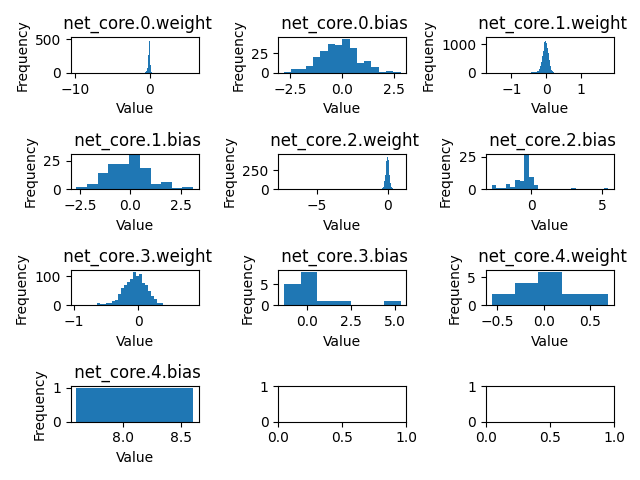 net_core.0.weight
net_core.0.bias
net_core.1.weight
Frequency
500
0
−10
0
Value
Frequency
25
0
−2.5
0.0
2.5
Value
Frequency
1000
0
−1
0
1
Value
net_core.1.bias
net_core.2.weight
net_core.2.bias
Frequency
25
0
−2.5
0.0
2.5
Value
Frequency
250
0
−5
0
Value
Frequency
25
0
0
5
Value
net_core.3.weight
net_core.3.bias
net_core.4.weight
Frequency
100
0
−1
0
Value
Frequency
5
0
0.0
2.5
5.0
Value
Frequency
5
0
−0.5
0.0
0.5
Value
net_core.4.bias
Frequency
1
0
8.0
8.5
Value
1
0
0.0
0.5
1.0
1
0
0.0
0.5
1.0